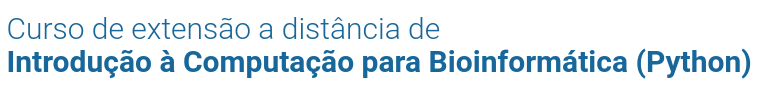 Curso de extensão a distância de
Introdução à Computação para Bioinformática (Python)